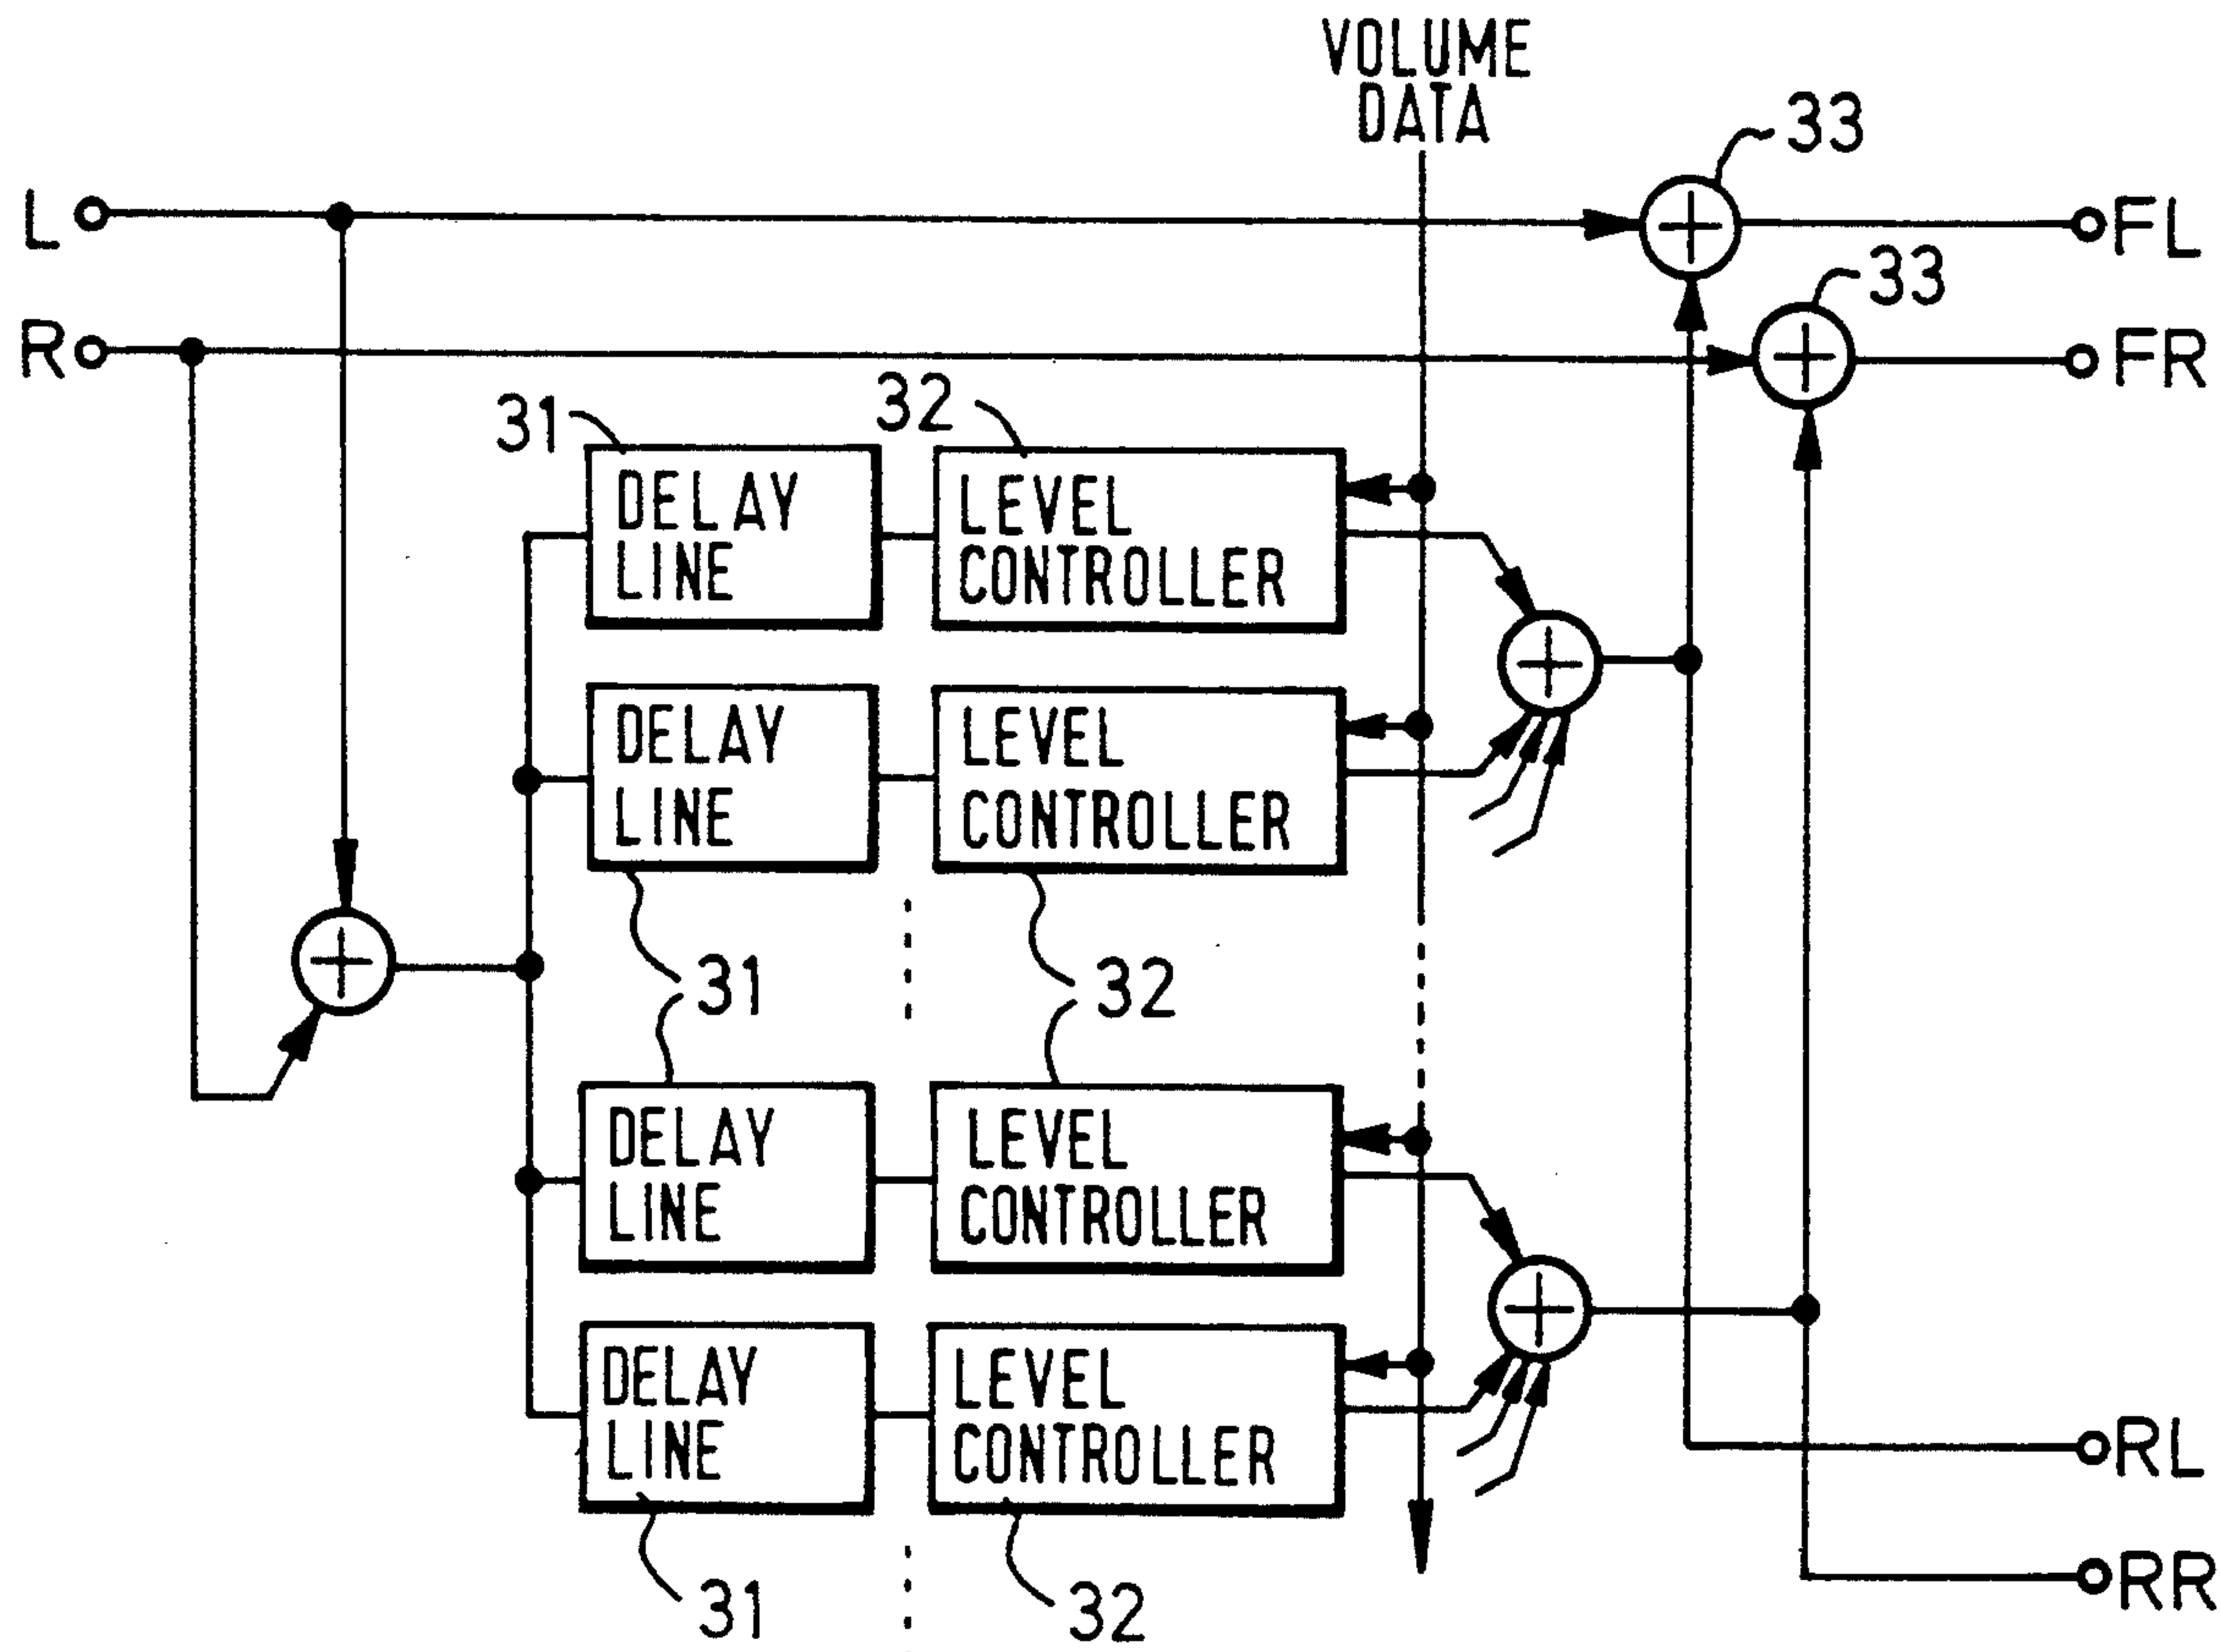 VOLUME
DATA
33
L
FL
33
R
FR
31
32
DELAY
LINE
LEVEL
CONTROLLER
DELAY
LINE
LEVEL
CONTROLLER
31
32
DELAY
LINE
LEVEL
CONTROLLER
DELAY
LINE
LEVEL
CONTROLLER
RL
RR
31
32